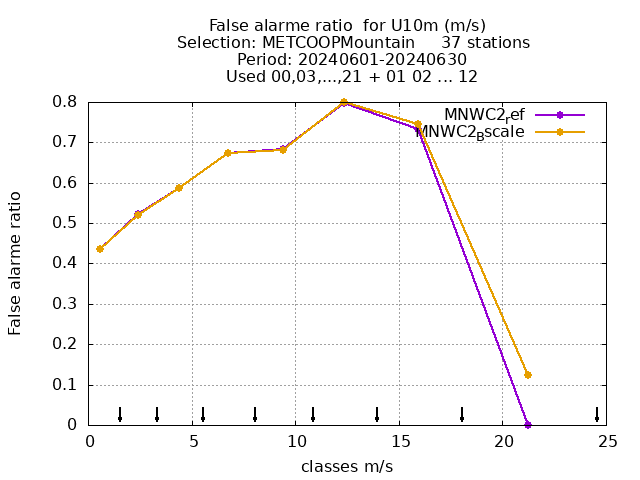 False alarme ratio for U10m (m/s)
Selection: METCOOPMountain 37 stations
Period: 20240601-20240630
Used 00,03,...,21 + 01 02 ... 12
MNWC2ref
MNWC2Bscale
False alarme ratio
0.8
0.7
0.6
0.5
0.4
0.3
0.2
0.1
0
0 5 10 15 20 25
classes m/s